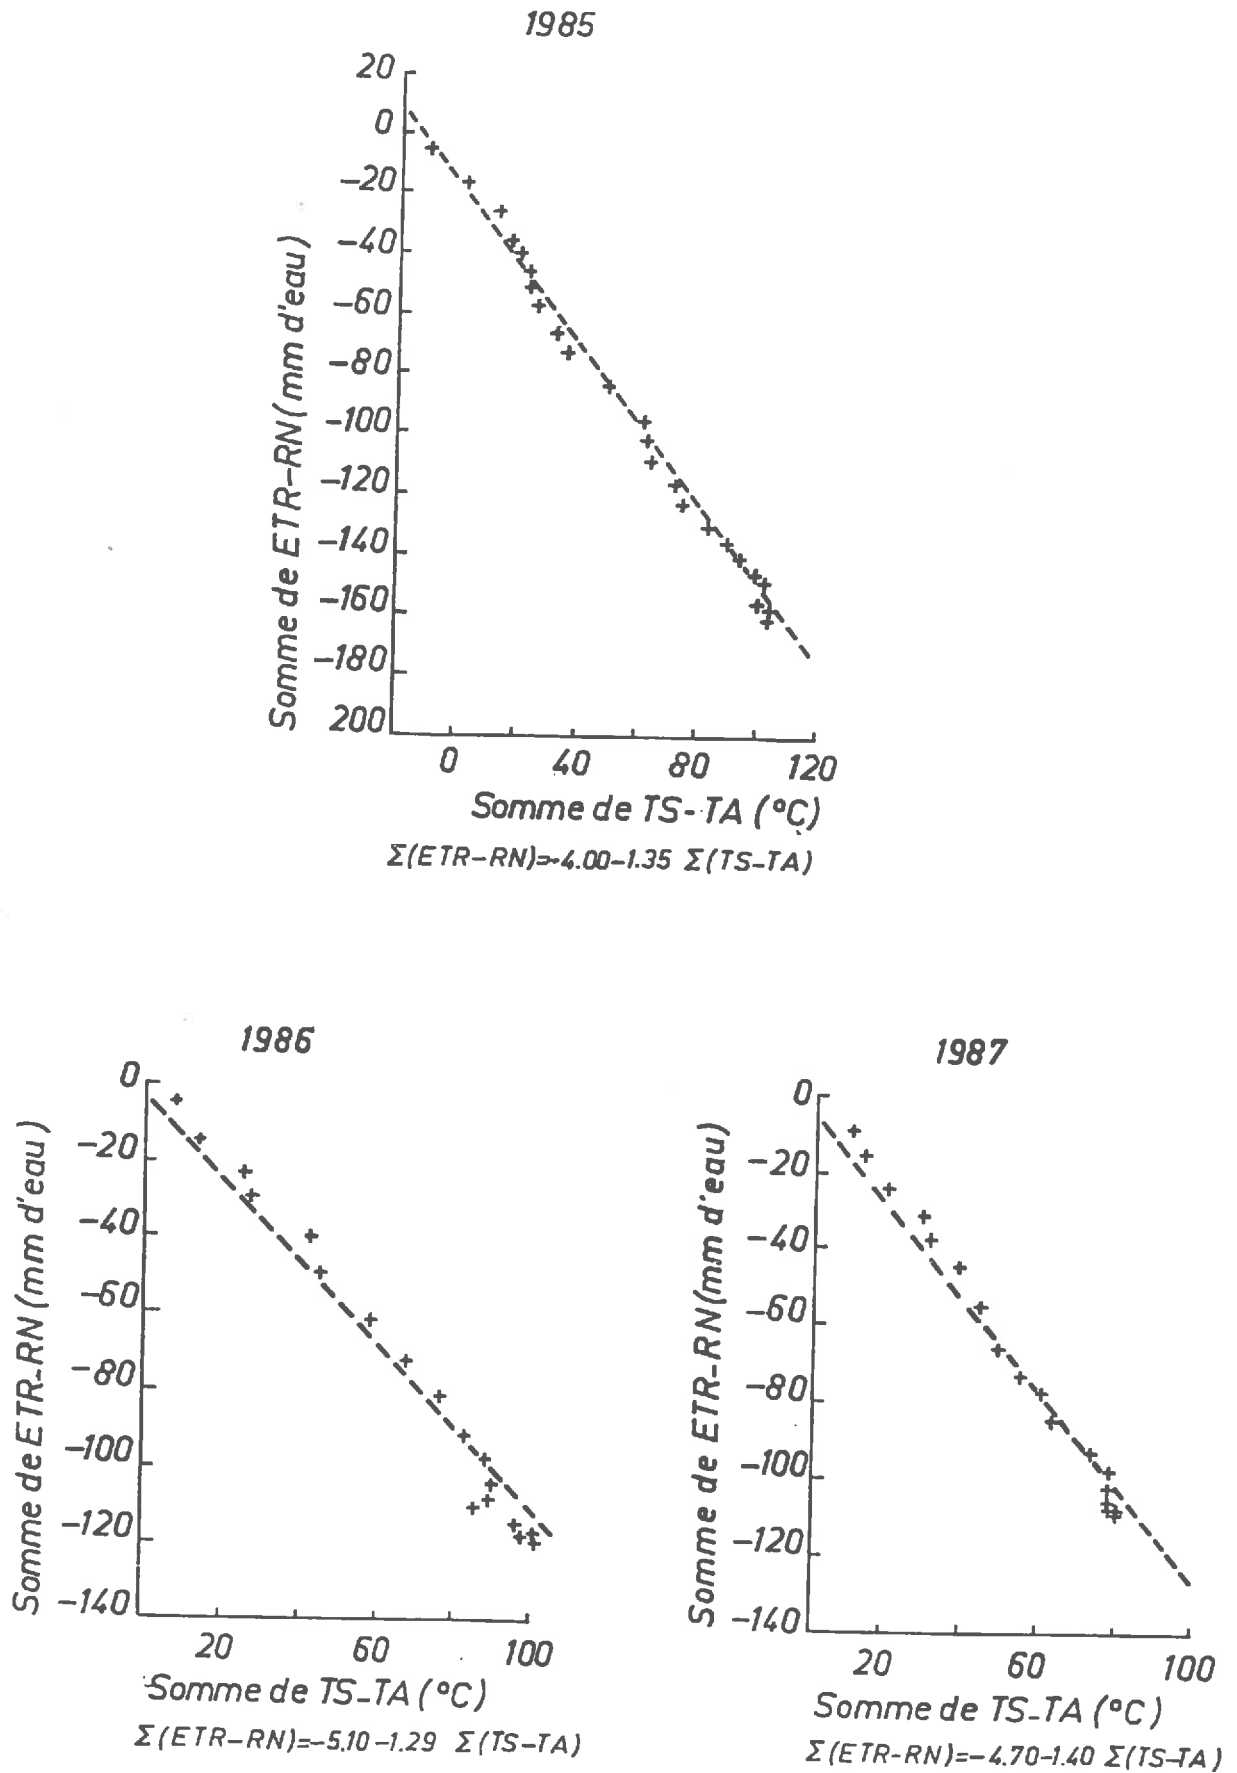 1985
20
0
-20
-40
-60
-80
-100
-120
-140
-160
-180
200
Somme de ETR-RN (mm d'eau)
0 40 80 120
Somme de TS-TA (°C)
Σ(ETR-RN)=-4.00-1.35 Σ(TS-TA)
1986
0
-20
-40
-60
-80
-100
-120
-140
Somme de ETR-RN (mm d'eau)
20 60 100
Somme de TS-TA (°C)
Σ(ETR-RN)=-5.10-1.29 Σ(TS-TA)
1987
0
-20
-40
-60
-80
-100
-120
-140
Somme de ETR-RN (mm d'eau)
20 60 100
Somme de TS-TA (°C)
Σ(ETR-RN)=-4.70-1.40 Σ(TS-TA)